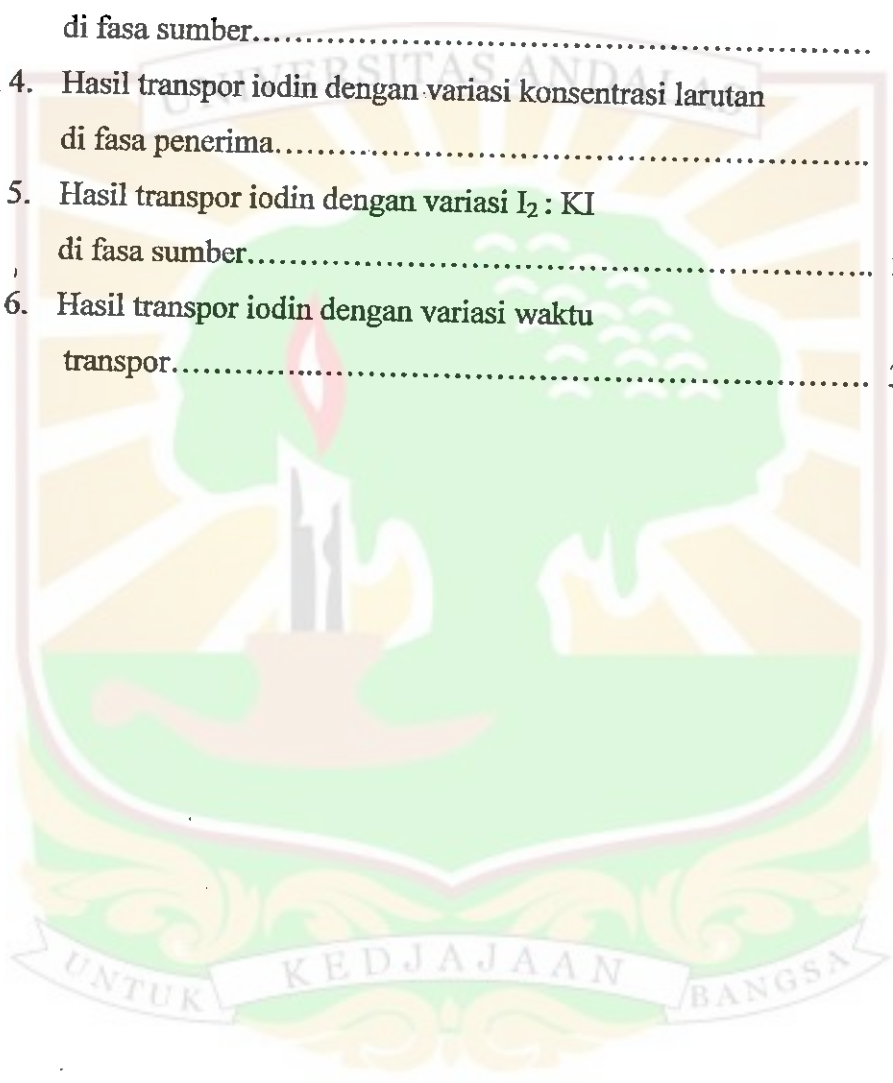 di fasa sumber...............................................................
4. Hasil transpor iodin dengan variasi konsentrasi larutan
di fasa penerima............................................................
5. Hasil transpor iodin dengan variasi I₂ : KI
di fasa sumber...............................................................
6. Hasil transpor iodin dengan variasi waktu
transpor......................................................................
UNIVERSITAS ANDALAS
UNTUK KEDJAJAAN BANGSA